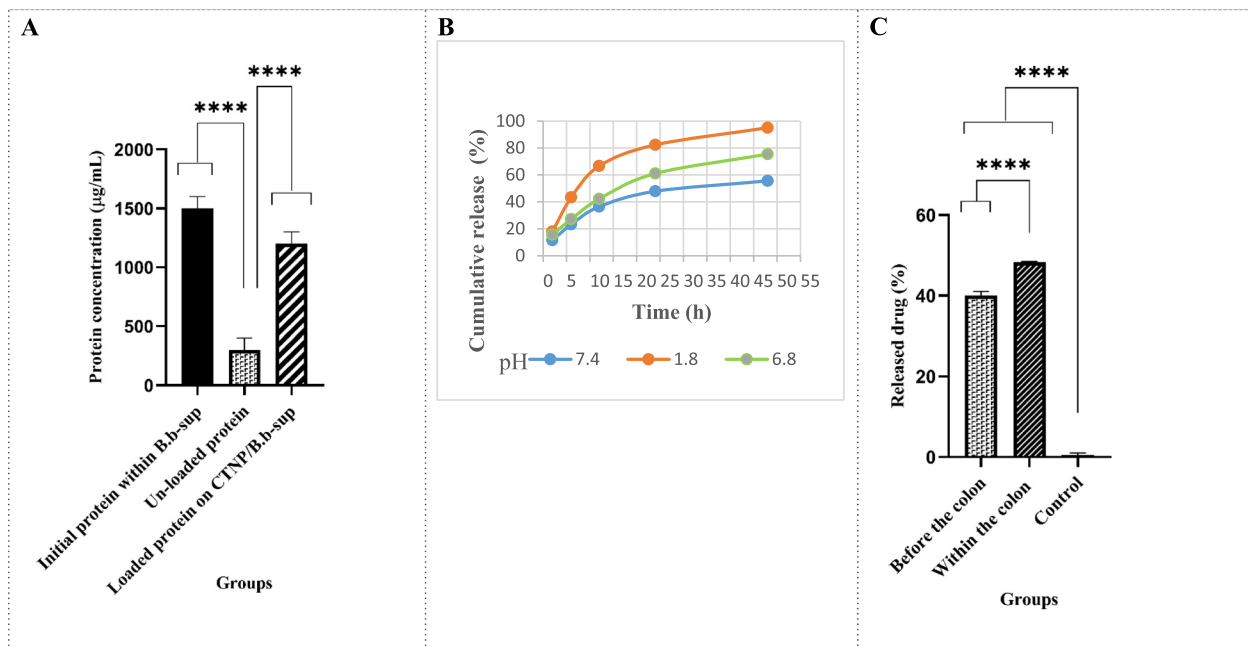 A
****
****
Protein concentration (µg/mL)
2000
1500
1000
500
0
Initial protein within B.b-sup
Un-loaded protein
Loaded protein on CTNP/B.b-sup
Groups
B
Cumulative release (%)
100
80
60
40
20
0
0 5 10 15 20 25 30 35 40 45 50 55
Time (h)
pH 7.4 1.8 6.8
C
****
****
Released drug (%)
60
40
20
0
Before the colon
Within the colon
Control
Groups